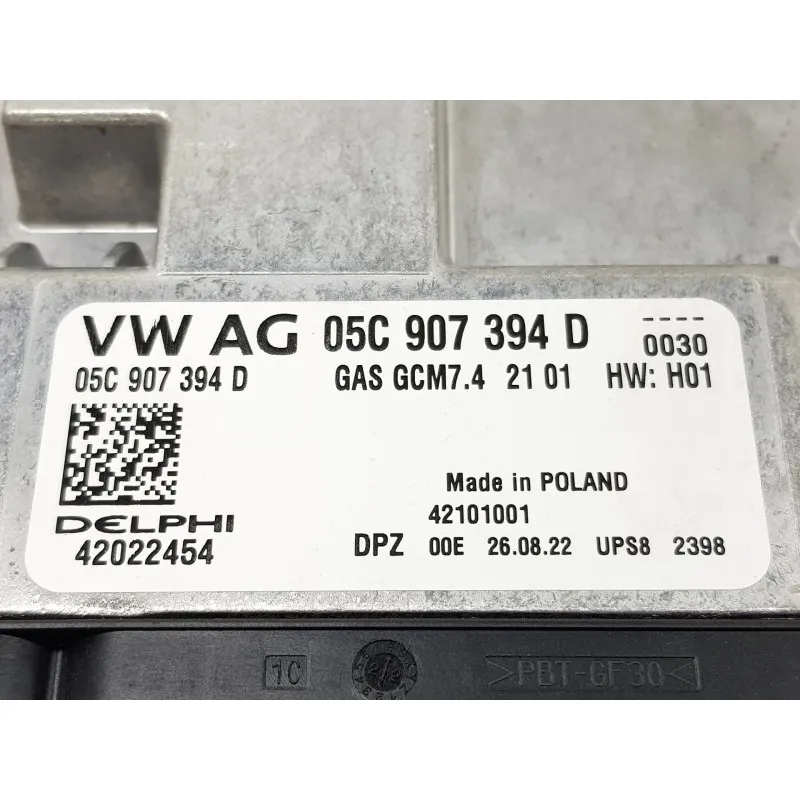 VW AG 05C 907 394 D ----
0030
05C 907 394 D GAS GCM7.4 21 01 HW: H01
Made in POLAND
DELPHI 42101001
42022454 DPZ 00E 26.08.22 UPS8 2398
1C >PBT-GF30<